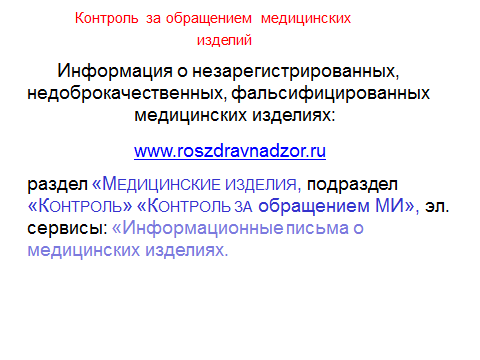 Контроль за обращением медицинских
изделий
Информация о незарегистрированных,
недоброкачественных, фальсифицированных
медицинских изделиях:
www.roszdravnadzor.ru
раздел «МЕДИЦИНСКИЕ ИЗДЕЛИЯ, подраздел
«КОНТРОЛЬ» «КОНТРОЛЬ ЗА обращением МИ», эл.
сервисы: «Информационные письма о
медицинских изделиях.